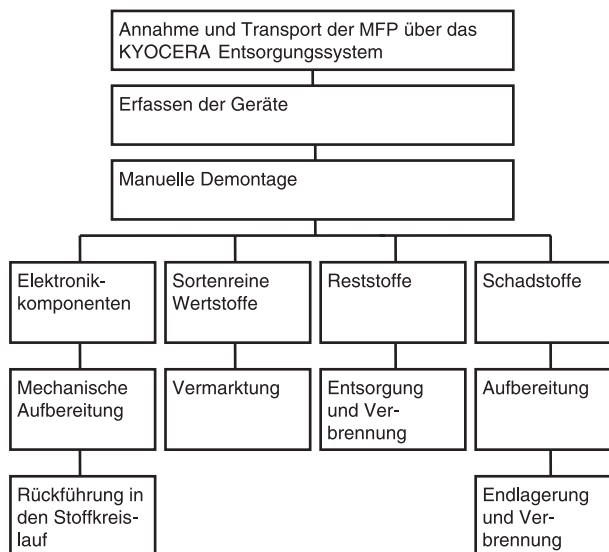 Annahme und Transport der MFP über das
KYOCERA Entsorgungssystem
Erfassen der Geräte
Manuelle Demontage
Elektronik-
komponenten
Sortenreine
Wertstoffe
Reststoffe
Schadstoffe
Mechanische
Aufbereitung
Vermarktung
Entsorgung
und Ver-
brennung
Aufbereitung
Rückführung in
den Stoffkreis-
lauf
Endlagerung
und Ver-
brennung